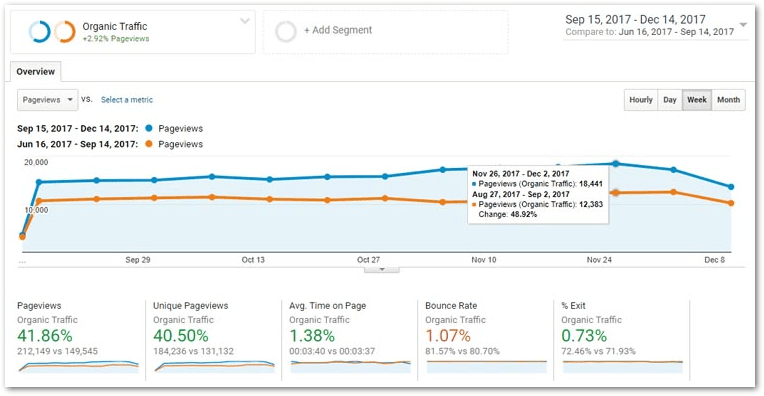 Organic Traffic
+2.92% Pageviews
+ Add Segment
Sep 15, 2017 - Dec 14, 2017
Compare to: Jun 16, 2017 - Sep 14, 2017
Overview
Pageviews
VS.
Select a metric
Hourly
Day
Week
Month
Sep 15, 2017 - Dec 14, 2017: Pageviews
Jun 16, 2017 - Sep 14, 2017: Pageviews
20,000
10,000
Nov 26, 2017 - Dec 2, 2017
Pageviews (Organic Traffic): 18,441
Aug 27, 2017 - Sep 2, 2017
Pageviews (Organic Traffic): 12,383
Change: 48.92%
...
Sep 29
Oct 13
Oct 27
Nov 10
Nov 24
Dec 8
Pageviews
Organic Traffic
41.86%
212,149 vs 149,545
Unique Pageviews
Organic Traffic
40.50%
184,236 vs 131,132
Avg. Time on Page
Organic Traffic
1.38%
00:03:40 vs 00:03:37
Bounce Rate
Organic Traffic
1.07%
81.57% vs 80.70%
% Exit
Organic Traffic
0.73%
72.46% vs 71.93%